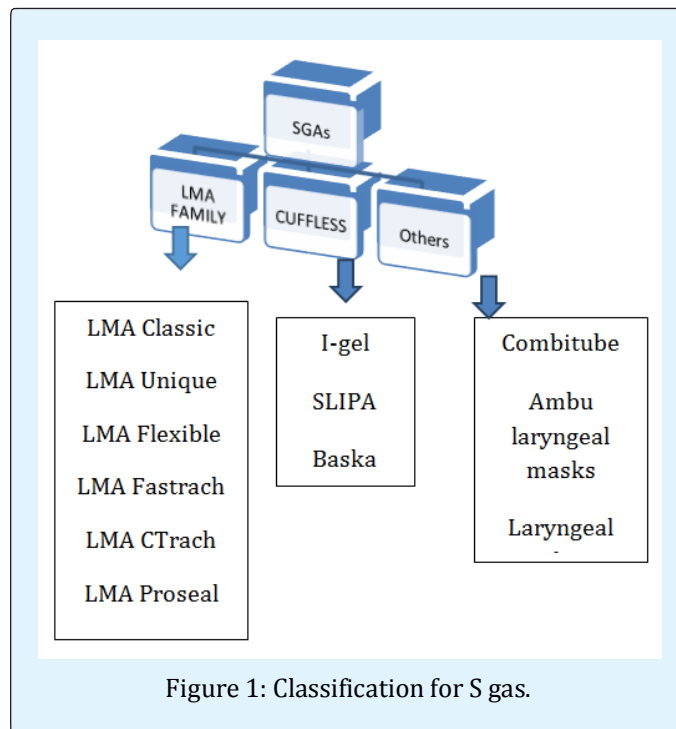 SGAs
LMA
FAMILY
CUFFLESS
Others
LMA Classic
LMA Unique
LMA Flexible
LMA Fastrach
LMA CTrach
LMA Proseal
I-gel
SLIPA
Baska
Combitube
Ambu
laryngeal
masks
Laryngeal
Figure 1: Classification for S gas.